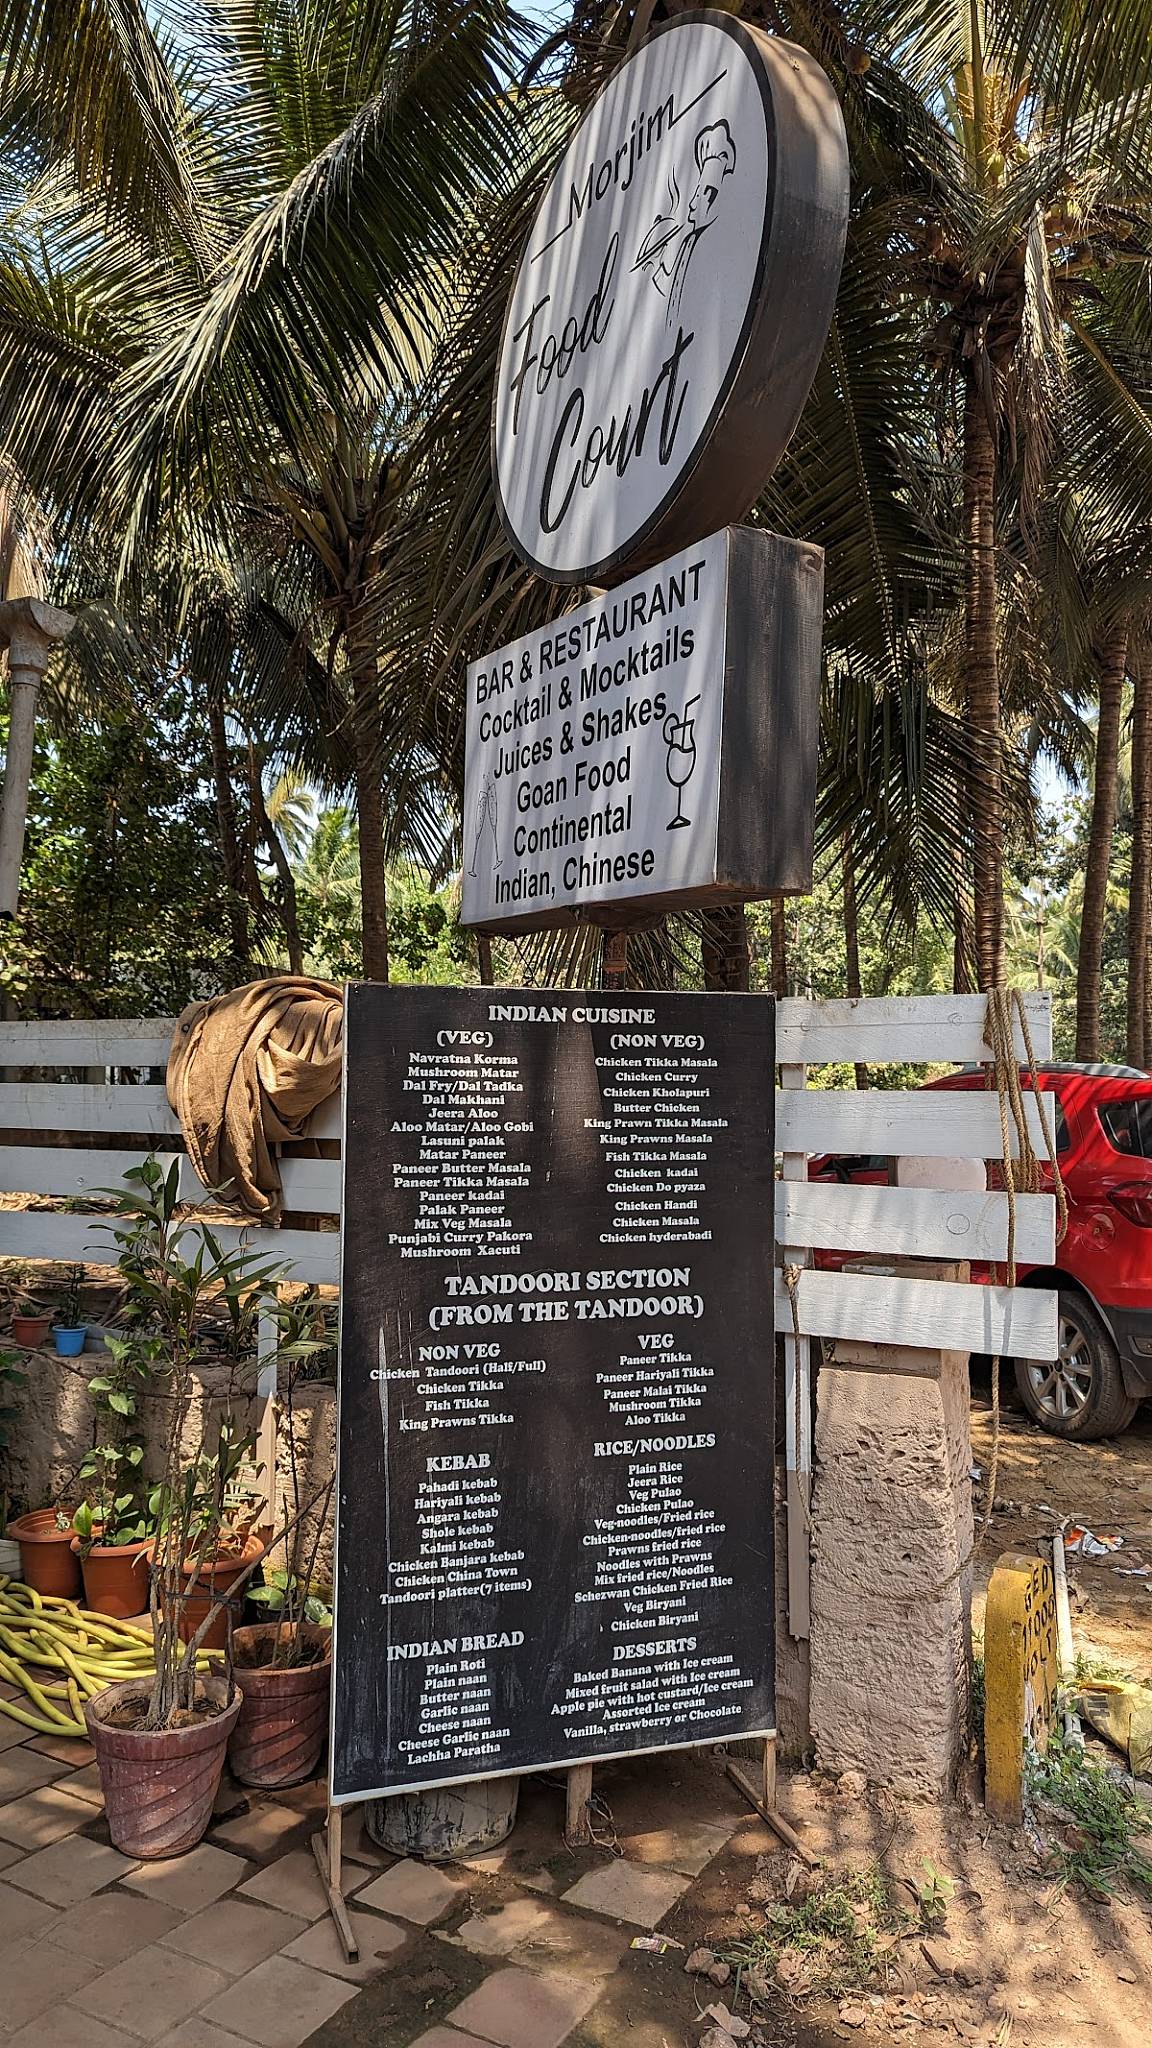 Morjim
Food
Court
BAR & RESTAURANT
Cocktail & Mocktails
Juices & Shakes
Goan Food
Continental
Indian, Chinese
INDIAN CUISINE
(VEG)
Navratna Korma
Mushroom Matar
Dal Fry/Dal Tadka
Dal Makhani
Jeera Aloo
Aloo Matar/Aloo Gobi
Lasuni palak
Matar Paneer
Paneer Butter Masala
Paneer Tikka Masala
Paneer kadai
Palak Paneer
Mix Veg Masala
Punjabi Curry Pakora
Mushroom Xacuti
(NON VEG)
Chicken Tikka Masala
Chicken Curry
Chicken Kholapuri
Butter Chicken
King Prawn Tikka Masala
King Prawns Masala
Fish Tikka Masala
Chicken kadai
Chicken Do pyaza
Chicken Handi
Chicken Masala
Chicken hyderabadi
TANDOORI SECTION
(FROM THE TANDOOR)
NON VEG
Chicken Tandoori (Half/Full)
Chicken Tikka
Fish Tikka
King Prawns Tikka
KEBAB
Pahadi kebab
Hariyali kebab
Angara kebab
Shole kebab
Kalmi kebab
Chicken Banjara kebab
Chicken China Town
Tandoori platter(7 items)
INDIAN BREAD
Plain Roti
Plain naan
Butter naan
Garlic naan
Cheese naan
Cheese Garlic naan
Lachha Paratha
VEG
Paneer Tikka
Paneer Hariyali Tikka
Paneer Malai Tikka
Mushroom Tikka
Aloo Tikka
RICE/NOODLES
Plain Rice
Jeera Rice
Veg Pulao
Chicken Pulao
Veg-noodles/Fried rice
Chicken-noodles/fried rice
Prawns fried rice
Noodles with Prawns
Mix fried rice/Noodles
Schezwan Chicken Fried Rice
Veg Biryani
Chicken Biryani
DESSERTS
Baked Banana with Ice cream
Mixed fruit salad with Ice cream
Apple pie with hot custard/Ice cream
Assorted Ice cream
Vanilla, strawberry or Chocolate